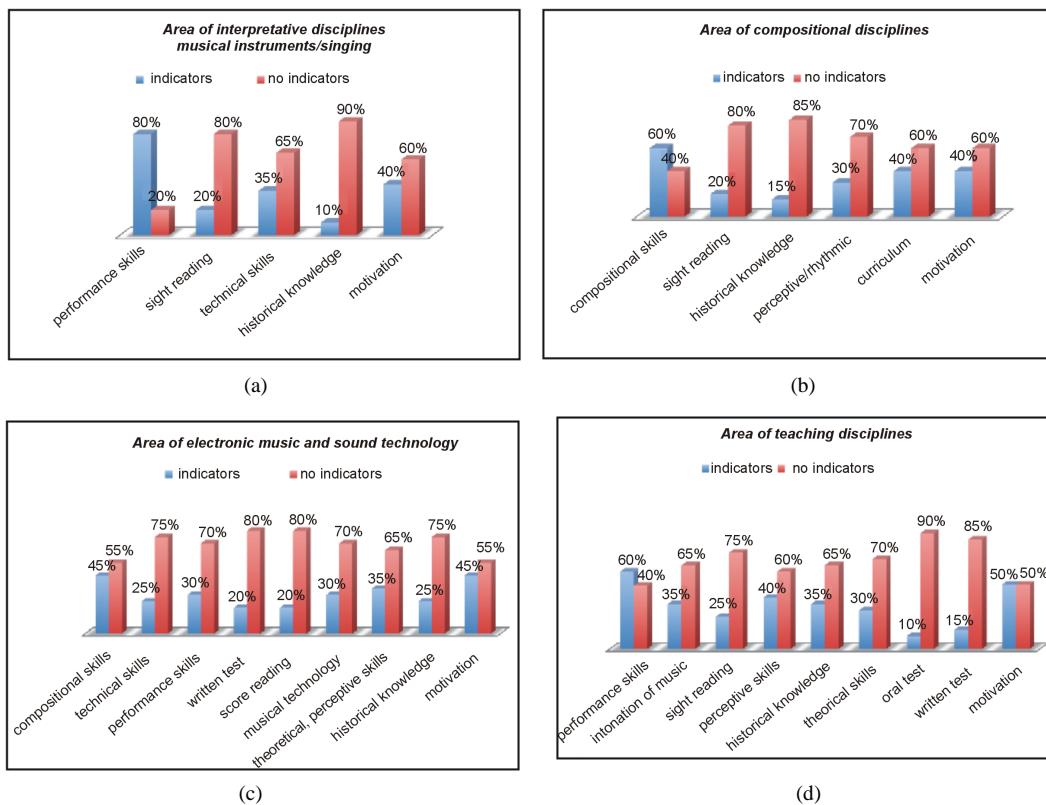 Area of interpretative disciplines
musical instruments/singing
indicators no indicators
80% 20% 20% 80% 35% 65% 10% 90% 40% 60%
performance skills
sight reading
technical skills
historical knowledge
motivation
(a)
Area of compositional disciplines
indicators no indicators
60% 40% 20% 80% 15% 85% 30% 70% 40% 60% 40% 60%
compositional skills
sight reading
historical knowledge
perceptive/rhythmic
curriculum
motivation
(b)
Area of electronic music and sound technology
indicators no indicators
45% 55% 25% 75% 30% 70% 20% 80% 20% 80% 30% 70% 35% 65% 25% 75% 45% 55%
compositional skills
technical skills
performance skills
written test
score reading
musical technology
theoretical, perceptive skills
historical knowledge
motivation
(c)
Area of teaching disciplines
indicators no indicators
60% 40% 35% 65% 25% 75% 40% 60% 35% 65% 30% 70% 10% 90% 15% 85% 50% 50%
performance skills
intonation of music
sight reading
perceptive skills
historical knowledge
theorical skills
oral test
written test
motivation
(d)